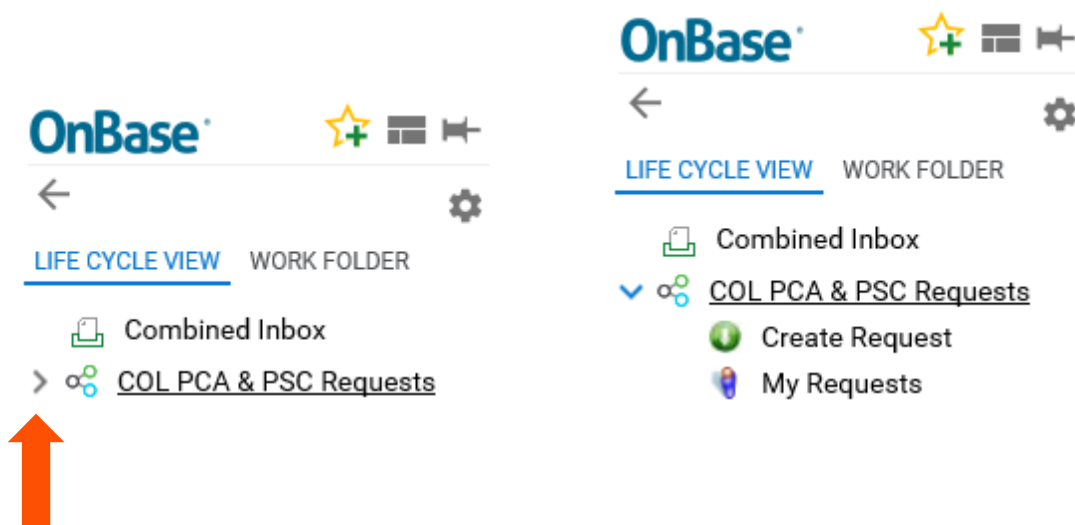 OnBase
LIFE CYCLE VIEW WORK FOLDER
Combined Inbox
COL PCA & PSC Requests
OnBase
LIFE CYCLE VIEW WORK FOLDER
Combined Inbox
COL PCA & PSC Requests
Create Request
My Requests